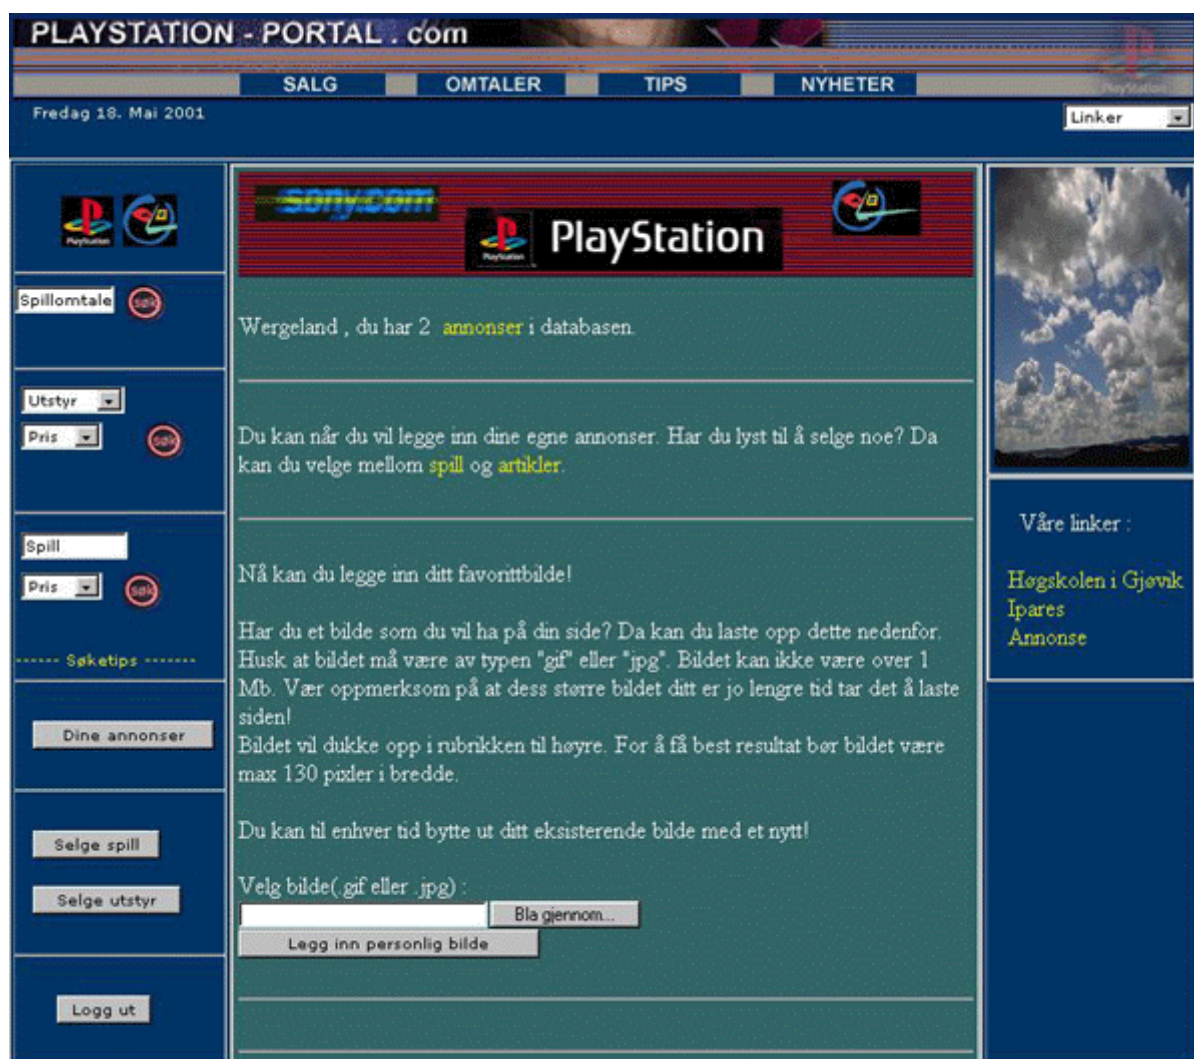 PLAYSTATION - PORTAL . com
SALG OMTALER TIPS NYHETER
PlayStation
Fredag 18. Mai 2001
Linker
PlayStation
Spillomtale søk
Utstyr
Pris søk
Spill
Pris søk
------ Søketips -------
Dine annonser
Selge spill
Selge utstyr
Logg ut
sony.com
PlayStation
PlayStation
Wergeland , du har 2 annonser i databasen.
Du kan når du vil legge inn dine egne annonser. Har du lyst til å selge noe? Da
kan du velge mellom spill og artikler.
Nå kan du legge inn ditt favorittbilde!
Har du et bilde som du vil ha på din side? Da kan du laste opp dette nedenfor.
Husk at bildet må være av typen "gif" eller "jpg". Bildet kan ikke være over 1
Mb. Vær oppmerksom på at dess større bildet ditt er jo lengre tid tar det å laste
siden!
Bildet vil dukke opp i rubrikken til høyre. For å få best resultat bør bildet være
max 130 pixler i bredde.
Du kan til enhver tid bytte ut ditt eksisterende bilde med et nytt!
Velg bilde(.gif eller .jpg) :
Bla gjennom...
Legg inn personlig bilde
Våre linker :
Høgskolen i Gjøvik
Ipares
Annonse